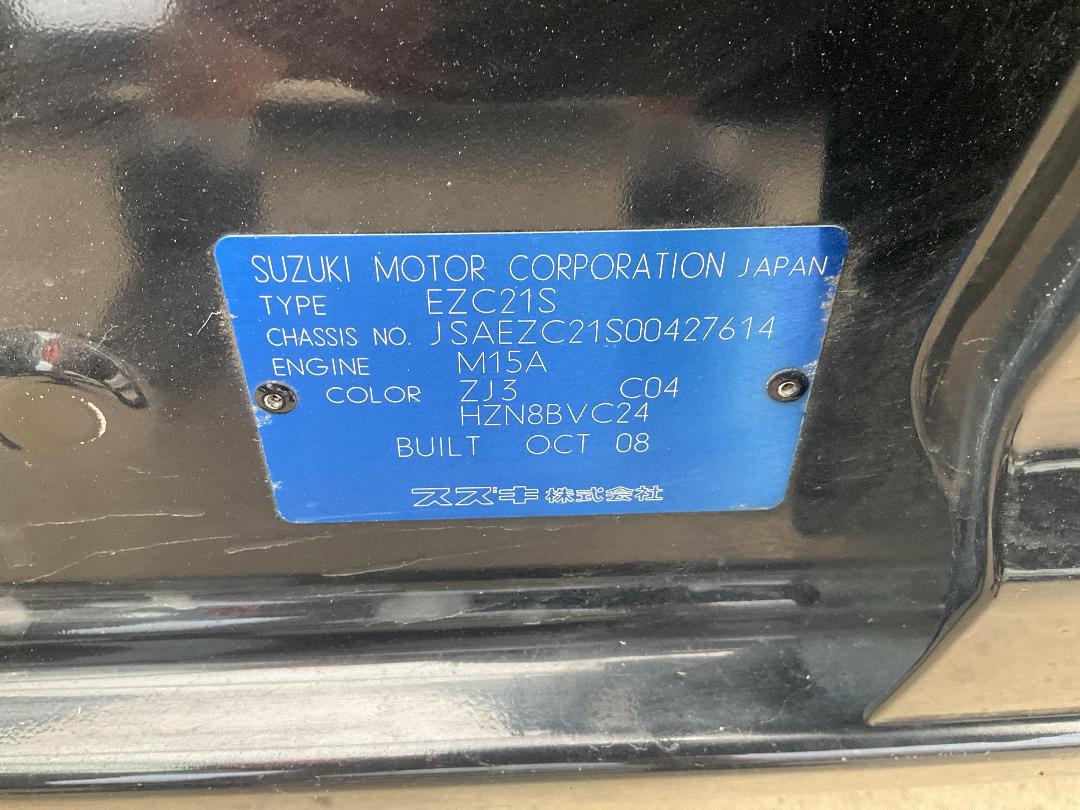 SUZUKI MOTOR CORPORATION JAPAN
TYPE EZC21S
CHASSIS NO. JSAEZC21S00427614
ENGINE M15A
COLOR ZJ3 C04
HZN8BVC24
BUILT OCT 08
スズキ株式会社